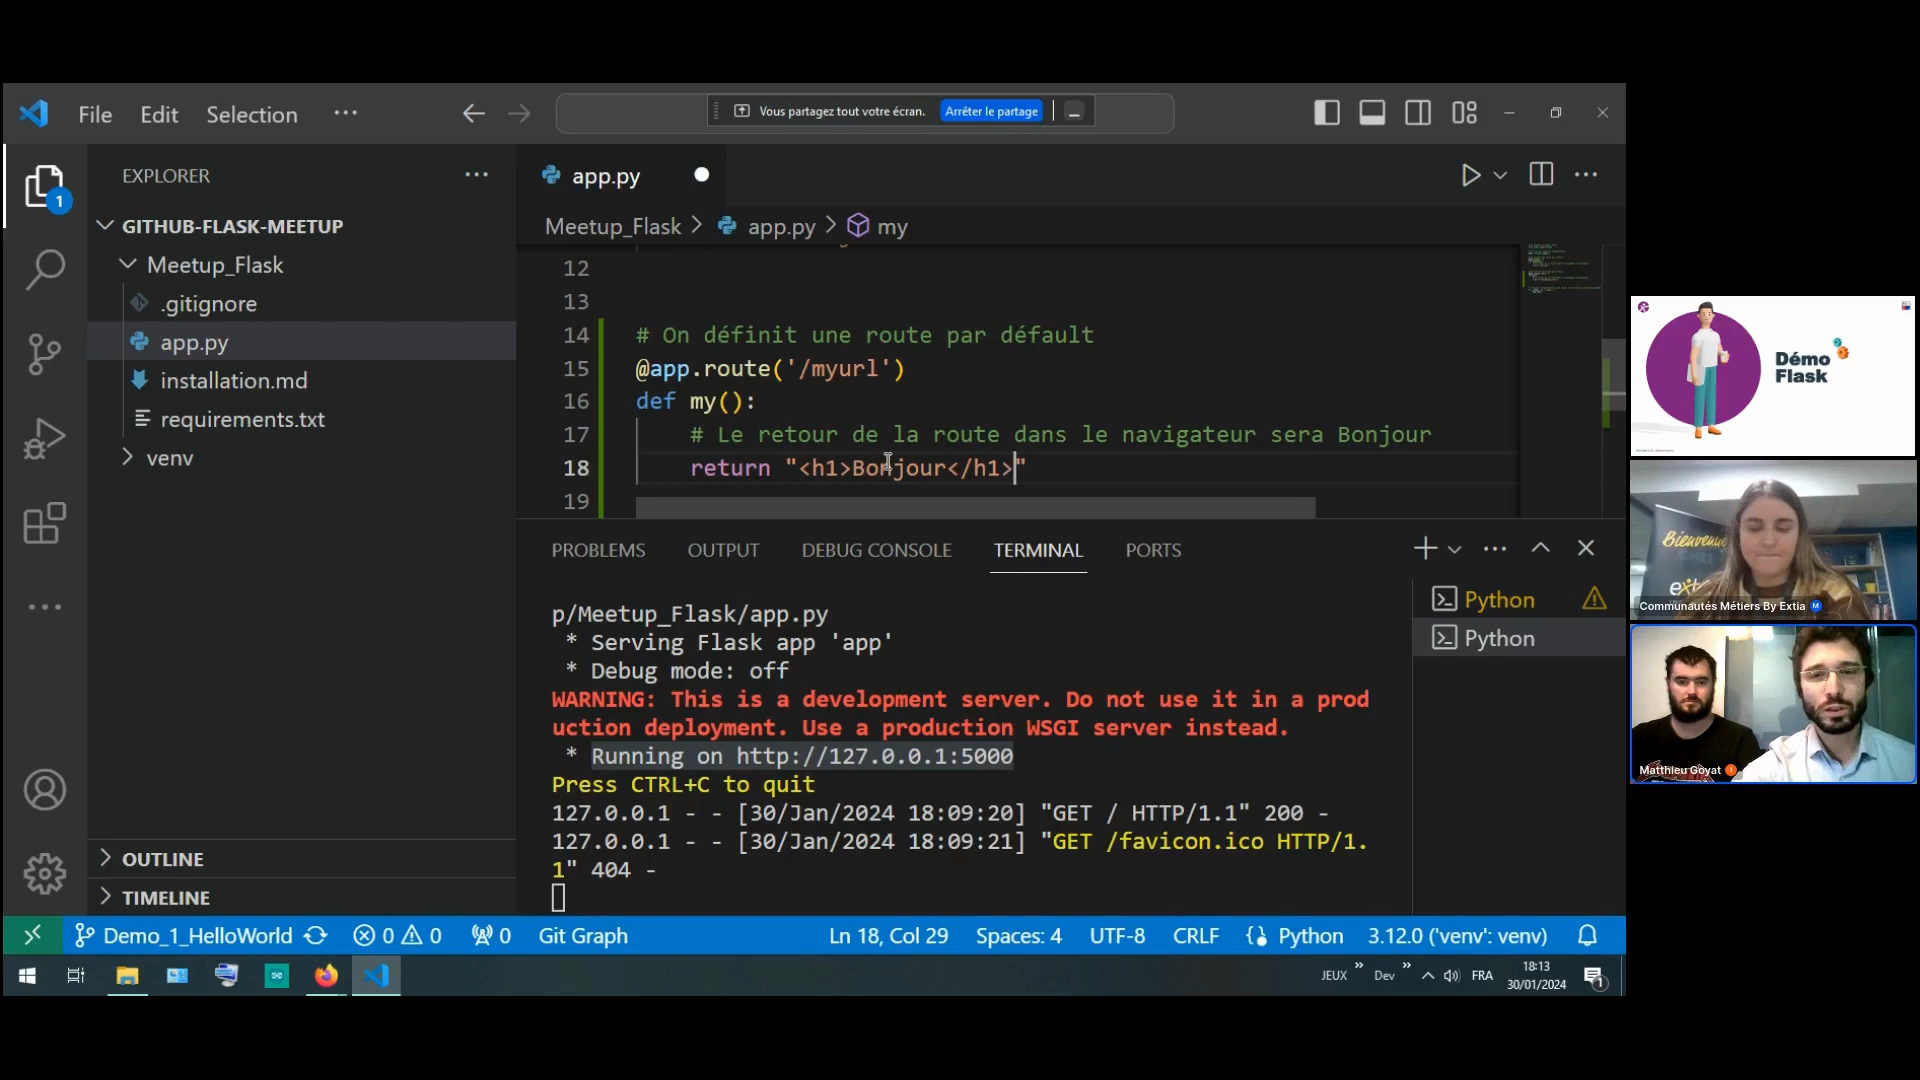 File Edit Selection ···
Vous partagez tout votre écran. Arrêter le partage
EXPLORER
app.py
1
GITHUB-FLASK-MEETUP
Meetup_Flask > app.py > my
Meetup_Flask
.gitignore
app.py
installation.md
requirements.txt
venv
12
13
14 # On définit une route par défault
15 @app.route('/myurl')
16 def my():
17 # Le retour de la route dans le navigateur sera Bonjour
18 return "<h1>Bonjour</h1>"
19
PROBLEMS OUTPUT DEBUG CONSOLE TERMINAL PORTS
p/Meetup_Flask/app.py
* Serving Flask app 'app'
* Debug mode: off
WARNING: This is a development server. Do not use it in a prod
uction deployment. Use a production WSGI server instead.
* Running on http://127.0.0.1:5000
Press CTRL+C to quit
127.0.0.1 - - [30/Jan/2024 18:09:20] "GET / HTTP/1.1" 200 -
127.0.0.1 - - [30/Jan/2024 18:09:21] "GET /favicon.ico HTTP/1.
1" 404 -
Python
Python
OUTLINE
TIMELINE
Demo_1_HelloWorld 0 0 0 Git Graph Ln 18, Col 29 Spaces: 4 UTF-8 CRLF Python 3.12.0 ('venv': venv)
JEUX » Dev » FRA 18:13
30/01/2024
1
Démo
Flask
Bienvenue
ext
Communautés Métiers By Extia M
Matthieu Goyat